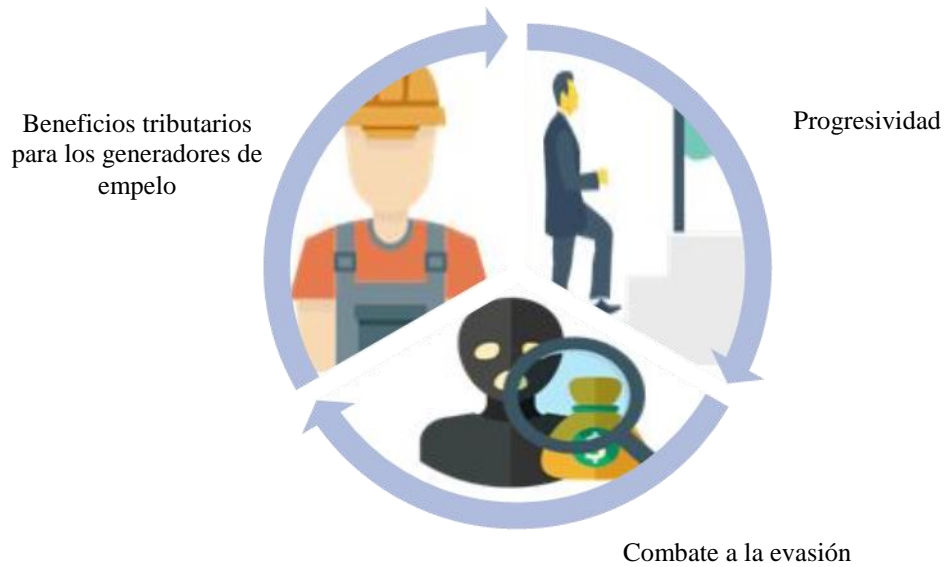 Beneficios tributarios
para los generadores de
empelo
Progresividad
$
Combate a la evasión